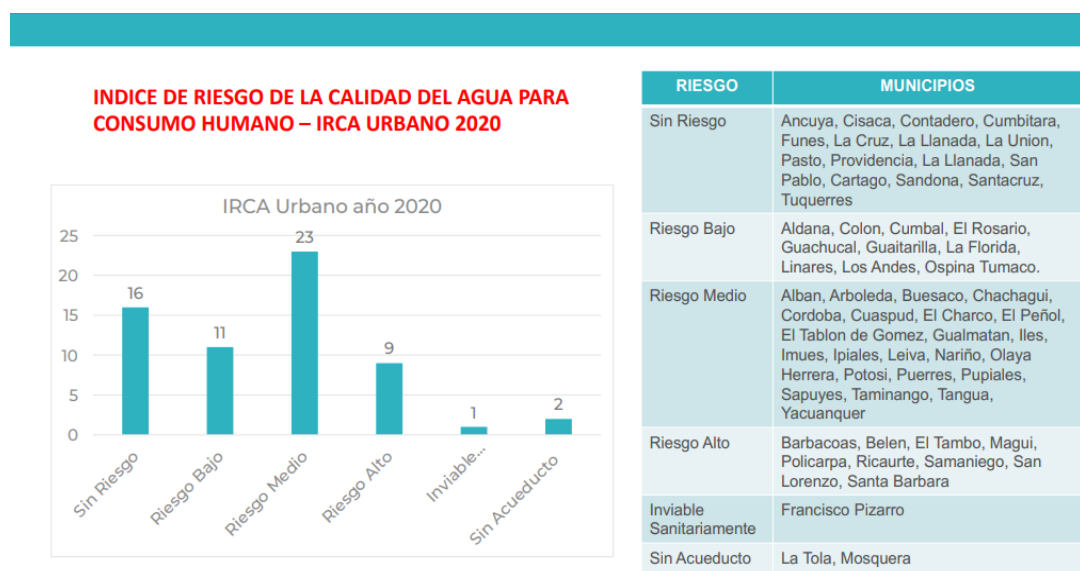 INDICE DE RIESGO DE LA CALIDAD DEL AGUA PARA
CONSUMO HUMANO – IRCA URBANO 2020
IRCA Urbano año 2020
25
20
15
10
5
0
16
11
23
9
1
2
Sin Riesgo
Riesgo Bajo
Riesgo Medio
Riesgo Alto
Inviable...
Sin Acueducto
RIESGO MUNICIPIOS
Sin Riesgo Ancuya, Cisaca, Contadero, Cumbitara,
Funes, La Cruz, La Llanada, La Union,
Pasto, Providencia, La Llanada, San
Pablo, Cartago, Sandona, Santacruz,
Tuquerres
Riesgo Bajo Aldana, Colon, Cumbal, El Rosario,
Guachucal, Guaitarilla, La Florida,
Linares, Los Andes, Ospina Tumaco.
Riesgo Medio Alban, Arboleda, Buesaco, Chachagui,
Cordoba, Cuaspud, El Charco, El Peñol,
El Tablon de Gomez, Gualmatan, Iles,
Imues, Ipiales, Leiva, Nariño, Olaya
Herrera, Potosi, Puerres, Pupiales,
Sapuyes, Taminango, Tangua,
Yacuanquer
Riesgo Alto Barbacoas, Belen, El Tambo, Magui,
Policarpa, Ricaurte, Samaniego, San
Lorenzo, Santa Barbara
Inviable Francisco Pizarro
Sanitariamente
Sin Acueducto La Tola, Mosquera